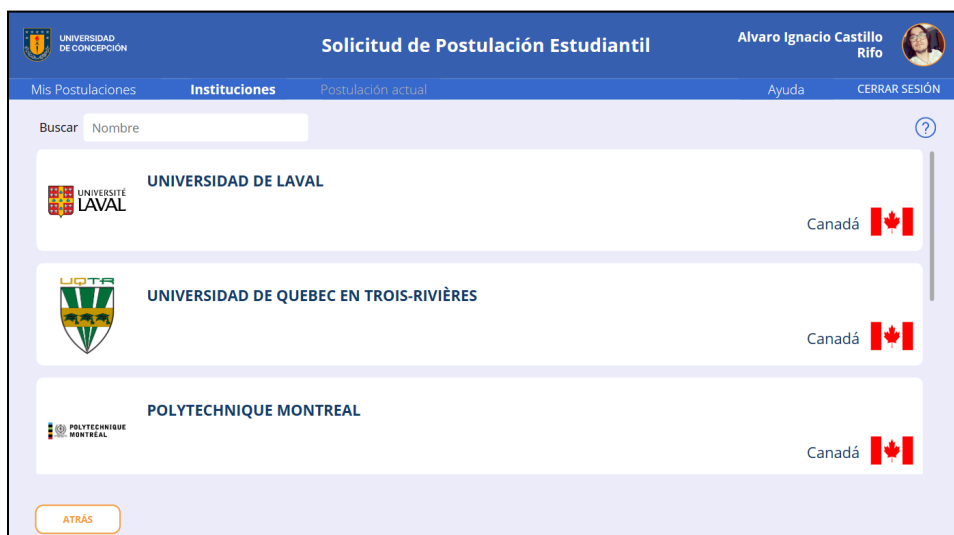 UNIVERSIDAD
DE CONCEPCIÓN
Solicitud de Postulación Estudiantil
Alvaro Ignacio Castillo
Rifo
Mis Postulaciones
Instituciones
Postulación actual
Ayuda
CERRAR SESIÓN
Buscar
Nombre
?
UNIVERSITÉ
LAVAL
UNIVERSIDAD DE LAVAL
Canadá
UQTR
UNIVERSIDAD DE QUEBEC EN TROIS-RIVIÈRES
Canadá
POLYTECHNIQUE
MONTRÉAL
POLYTECHNIQUE MONTREAL
Canadá
ATRÁS